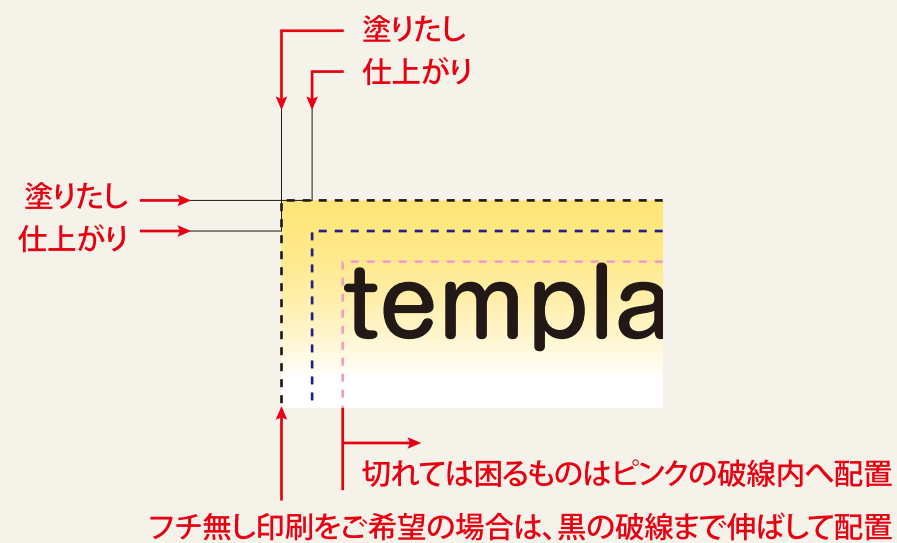 塗りたし
仕上がり
塗りたし
仕上がり
templa
切れては困るものはピンクの破線内へ配置
フチ無し印刷をご希望の場合は、黒の破線まで伸ばして配置